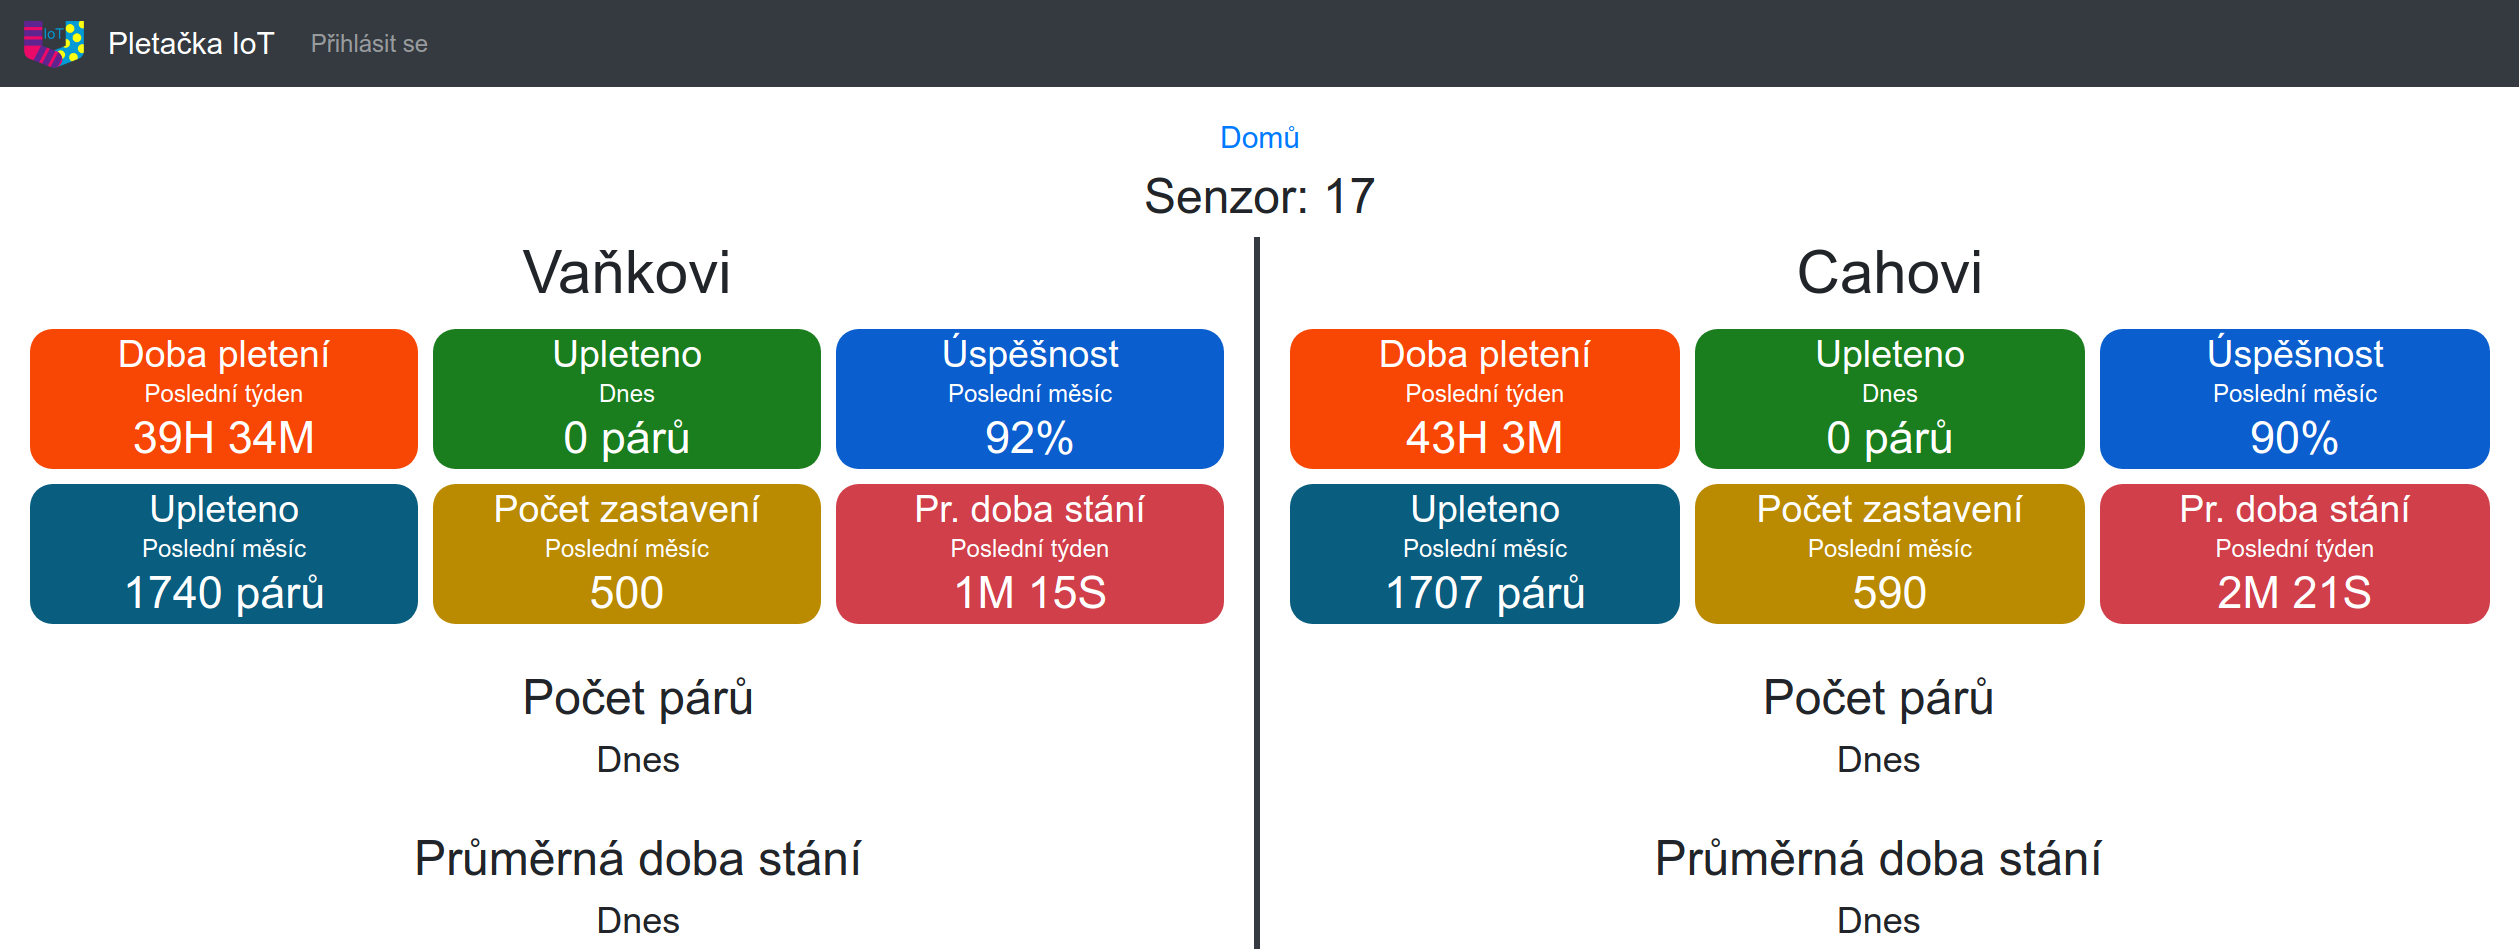 IoT
Pletačka IoT Přihlásit se
Domů
Senzor: 17
Vaňkovi
Doba pletení
Poslední týden
39H 34M
Upleteno
Dnes
0 párů
Úspěšnost
Poslední měsíc
92%
Upleteno
Poslední měsíc
1740 párů
Počet zastavení
Poslední měsíc
500
Pr. doba stání
Poslední týden
1M 15S
Počet párů
Dnes
Průměrná doba stání
Dnes
Cahovi
Doba pletení
Poslední týden
43H 3M
Upleteno
Dnes
0 párů
Úspěšnost
Poslední měsíc
90%
Upleteno
Poslední měsíc
1707 párů
Počet zastavení
Poslední měsíc
590
Pr. doba stání
Poslední týden
2M 21S
Počet párů
Dnes
Průměrná doba stání
Dnes